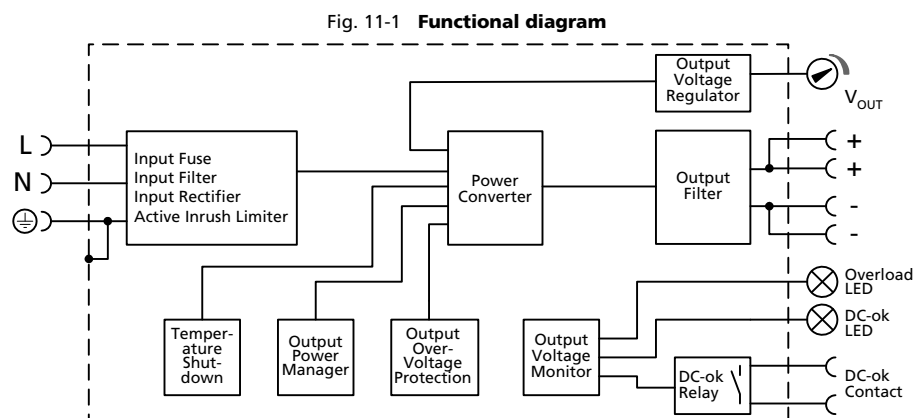 Fig. 11-1 Functional diagram
Output
Voltage
Regulator
VOUT
L
N
Input Fuse
Input Filter
Input Rectifier
Active Inrush Limiter
Power
Converter
Output
Filter
+
+
-
-
Temper-
ature
Shut-
down
Output
Power
Manager
Output
Over-
Voltage
Protection
Output
Voltage
Monitor
Overload
LED
DC-ok
LED
DC-ok
Relay
DC-ok
Contact